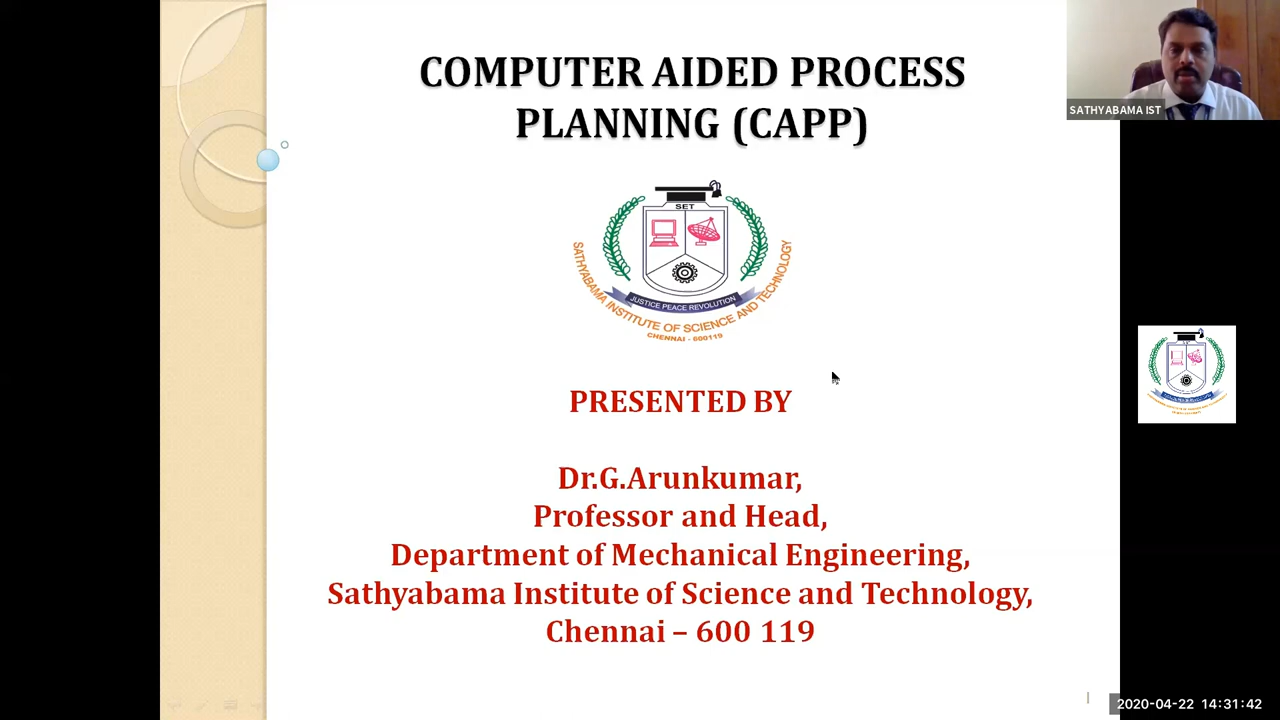 COMPUTER AIDED PROCESS
PLANNING (CAPP)
SATHYABAMA IST
SET
JUSTICE PEACE REVOLUTION
SATHYABAMA INSTITUTE OF SCIENCE AND TECHNOLOGY
CHENNAI - 600119
PRESENTED BY
Dr.G.Arunkumar,
Professor and Head,
Department of Mechanical Engineering,
Sathyabama Institute of Science and Technology,
Chennai – 600 119
2020-04-22 14:31:42